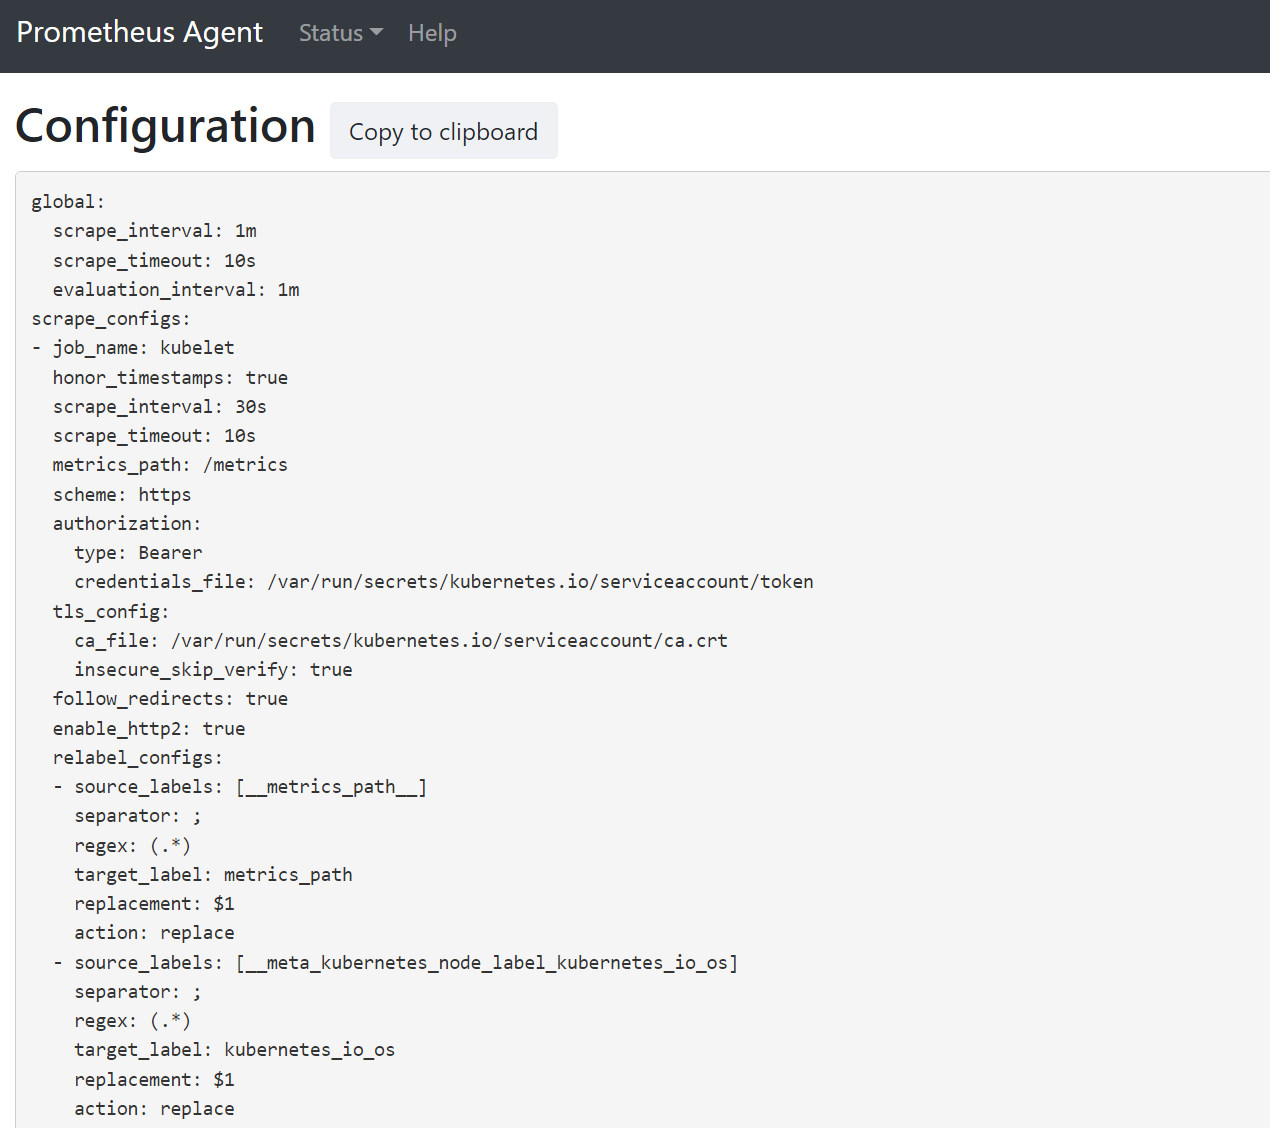 Prometheus Agent Status Help
Configuration Copy to clipboard
global:
  scrape_interval: 1m
  scrape_timeout: 10s
  evaluation_interval: 1m
scrape_configs:
- job_name: kubelet
  honor_timestamps: true
  scrape_interval: 30s
  scrape_timeout: 10s
  metrics_path: /metrics
  scheme: https
  authorization:
    type: Bearer
    credentials_file: /var/run/secrets/kubernetes.io/serviceaccount/token
  tls_config:
    ca_file: /var/run/secrets/kubernetes.io/serviceaccount/ca.crt
    insecure_skip_verify: true
  follow_redirects: true
  enable_http2: true
  relabel_configs:
  - source_labels: [__metrics_path__]
    separator: ;
    regex: (.*)
    target_label: metrics_path
    replacement: $1
    action: replace
  - source_labels: [__meta_kubernetes_node_label_kubernetes_io_os]
    separator: ;
    regex: (.*)
    target_label: kubernetes_io_os
    replacement: $1
    action: replace